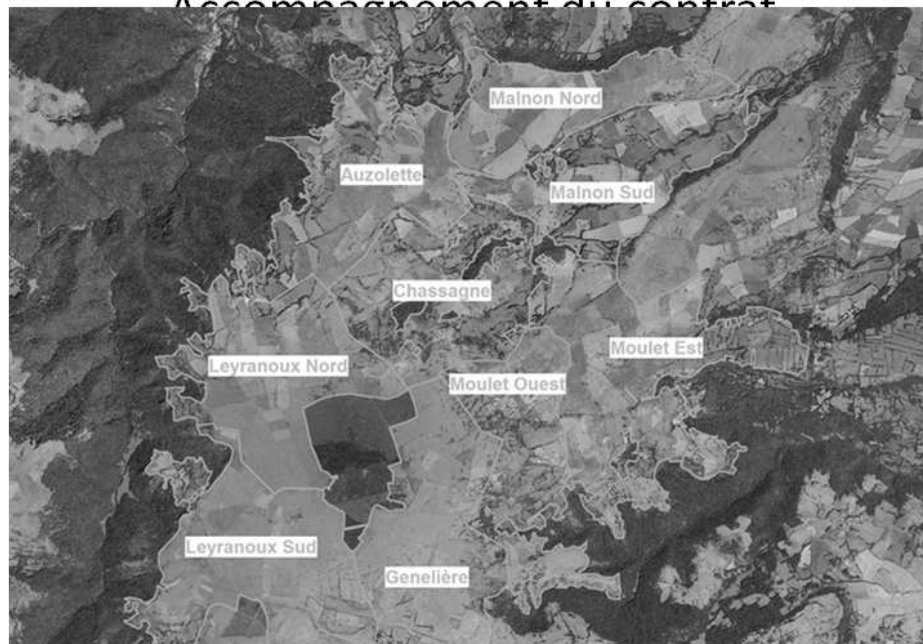 Accompagnement du contrat
Malnon Nord
Auzolette
Malnon Sud
Chassagne
Moulet Est
Leyranoux Nord
Moulet Ouest
Leyranoux Sud
Genelière